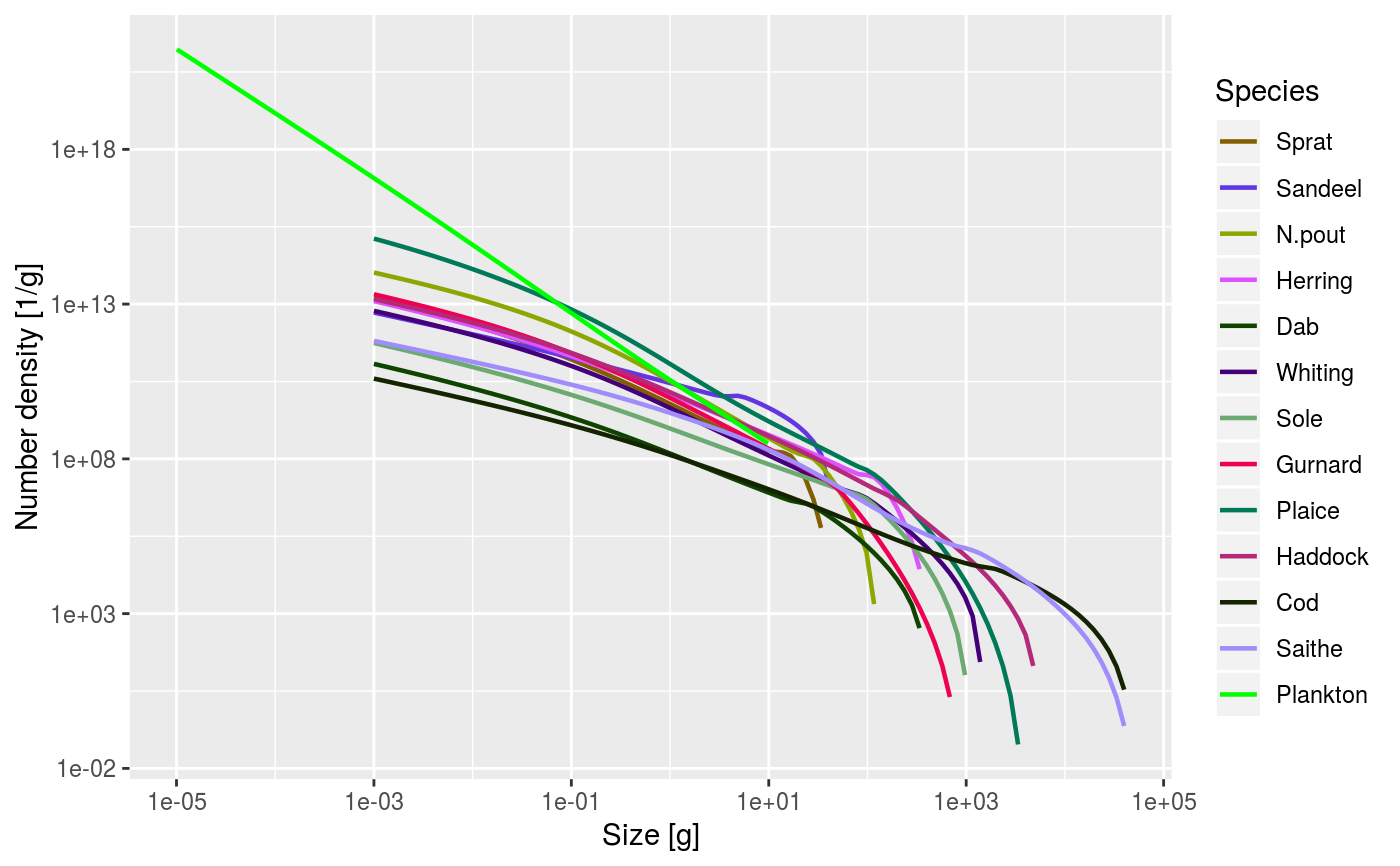 Number density [1/g]
1e+18
1e+13
1e+08
1e+03
1e-02
1e-05
1e-03
1e-01
1e+01
1e+03
1e+05
Size [g]
Species
Sprat
Sandeel
N.pout
Herring
Dab
Whiting
Sole
Gurnard
Plaice
Haddock
Cod
Saithe
Plankton